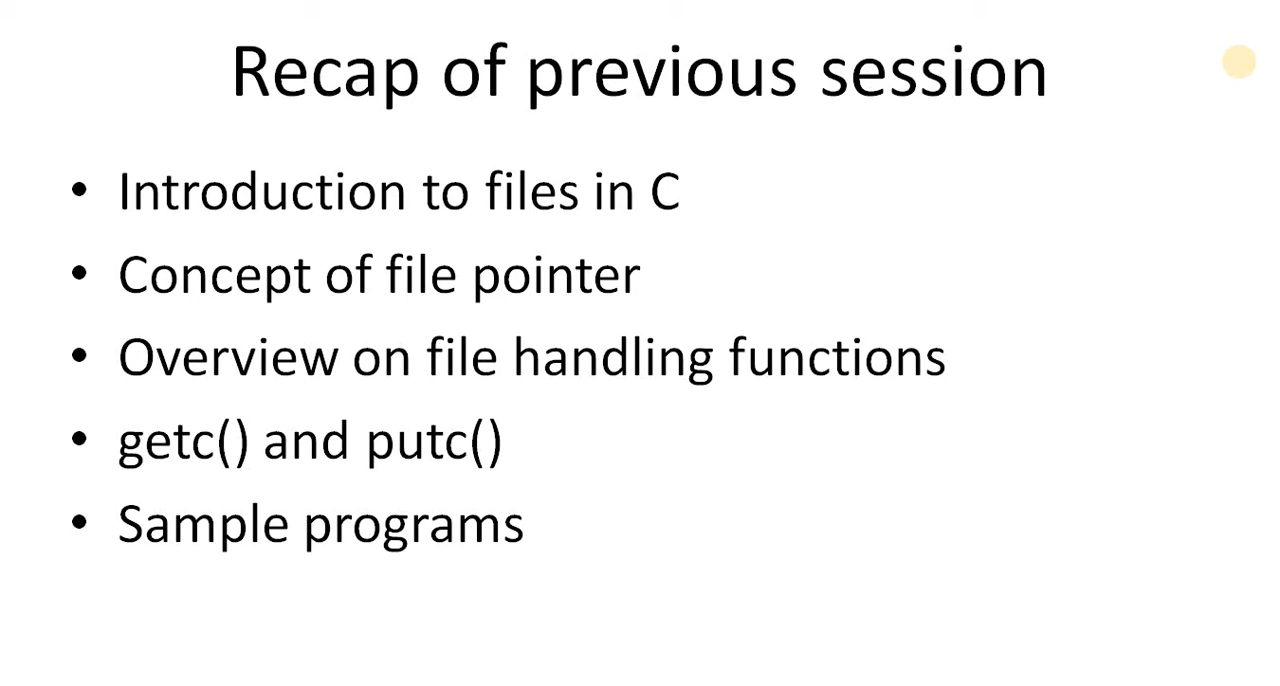 Recap of previous session
• Introduction to files in C
• Concept of file pointer
• Overview on file handling functions
• getc() and putc()
• Sample programs